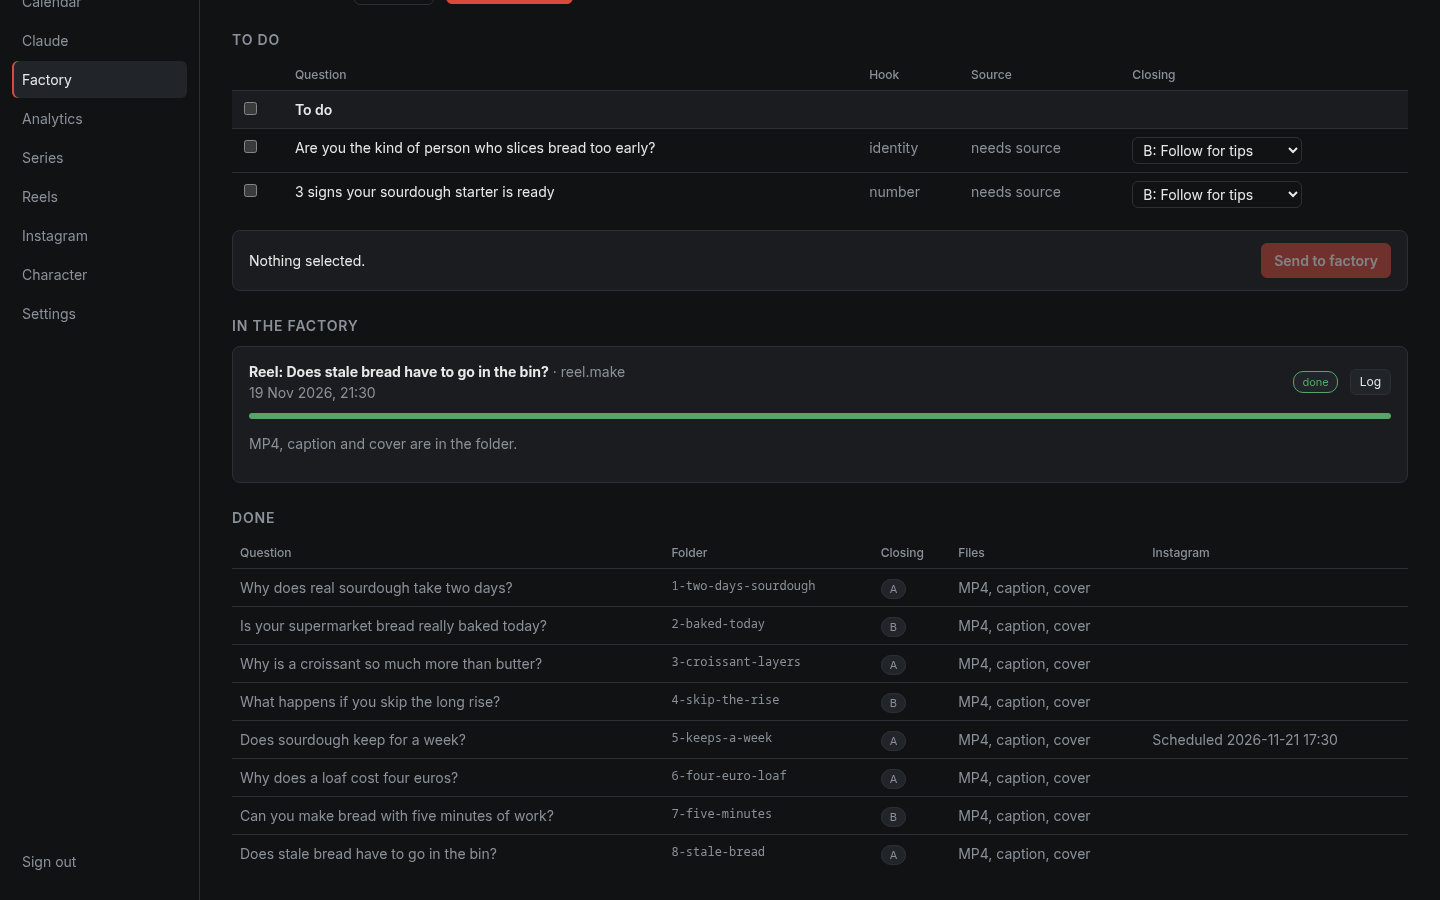 Calendar
Claude
Factory
Analytics
Series
Reels
Instagram
Character
Settings
Sign out
TO DO
Question Hook Source Closing
To do
Are you the kind of person who slices bread too early? identity needs source B: Follow for tips
3 signs your sourdough starter is ready number needs source B: Follow for tips
Nothing selected. Send to factory
IN THE FACTORY
Reel: Does stale bread have to go in the bin? · reel.make
19 Nov 2026, 21:30
done Log
MP4, caption and cover are in the folder.
DONE
Question Folder Closing Files Instagram
Why does real sourdough take two days? 1-two-days-sourdough A MP4, caption, cover
Is your supermarket bread really baked today? 2-baked-today B MP4, caption, cover
Why is a croissant so much more than butter? 3-croissant-layers A MP4, caption, cover
What happens if you skip the long rise? 4-skip-the-rise B MP4, caption, cover
Does sourdough keep for a week? 5-keeps-a-week A MP4, caption, cover Scheduled 2026-11-21 17:30
Why does a loaf cost four euros? 6-four-euro-loaf A MP4, caption, cover
Can you make bread with five minutes of work? 7-five-minutes B MP4, caption, cover
Does stale bread have to go in the bin? 8-stale-bread A MP4, caption, cover